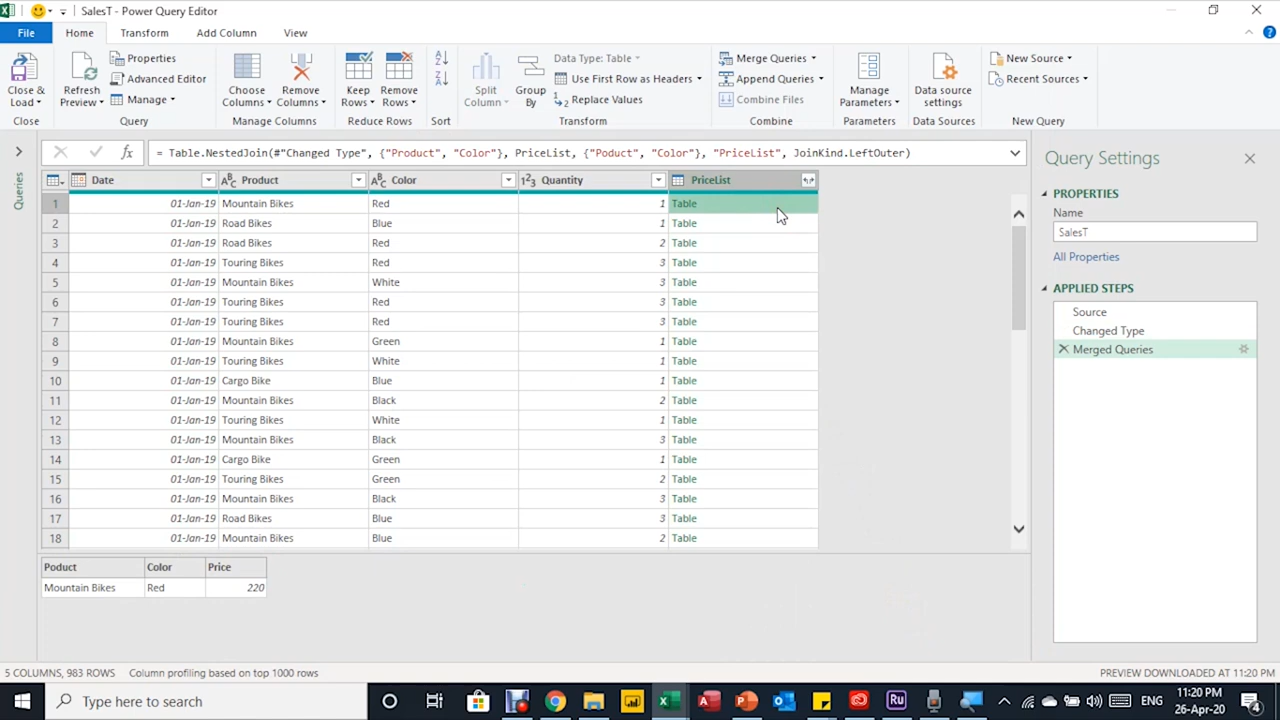 SalesT - Power Query Editor
File Home Transform Add Column View
Close & Load
Refresh Preview
Properties
Advanced Editor
Manage
Choose Columns
Remove Columns
Keep Rows
Remove Rows
Split Column
Group By
Data Type: Table
Use First Row as Headers
Replace Values
Merge Queries
Append Queries
Combine Files
Manage Parameters
Data source settings
New Source
Recent Sources
Close Query Manage Columns Reduce Rows Sort Transform Combine Parameters Data Sources New Query
= Table.NestedJoin(#"Changed Type", {"Product", "Color"}, PriceList, {"Poduct", "Color"}, "PriceList", JoinKind.LeftOuter)
Queries
Date Product Color Quantity PriceList
1 01-Jan-19 Mountain Bikes Red 1 Table
2 01-Jan-19 Road Bikes Blue 1 Table
3 01-Jan-19 Road Bikes Red 2 Table
4 01-Jan-19 Touring Bikes Red 3 Table
5 01-Jan-19 Mountain Bikes White 3 Table
6 01-Jan-19 Touring Bikes Red 3 Table
7 01-Jan-19 Touring Bikes Red 3 Table
8 01-Jan-19 Mountain Bikes Green 1 Table
9 01-Jan-19 Touring Bikes White 1 Table
10 01-Jan-19 Cargo Bike Blue 1 Table
11 01-Jan-19 Mountain Bikes Black 2 Table
12 01-Jan-19 Touring Bikes White 1 Table
13 01-Jan-19 Mountain Bikes Black 3 Table
14 01-Jan-19 Cargo Bike Green 1 Table
15 01-Jan-19 Touring Bikes Green 2 Table
16 01-Jan-19 Mountain Bikes Black 3 Table
17 01-Jan-19 Road Bikes Blue 3 Table
18 01-Jan-19 Mountain Bikes Blue 2 Table
Poduct Color Price
Mountain Bikes Red 220
Query Settings
PROPERTIES
Name
SalesT
All Properties
APPLIED STEPS
Source
Changed Type
Merged Queries
5 COLUMNS, 983 ROWS Column profiling based on top 1000 rows
PREVIEW DOWNLOADED AT 11:20 PM
Type here to search
ENG
11:20 PM
26-Apr-20